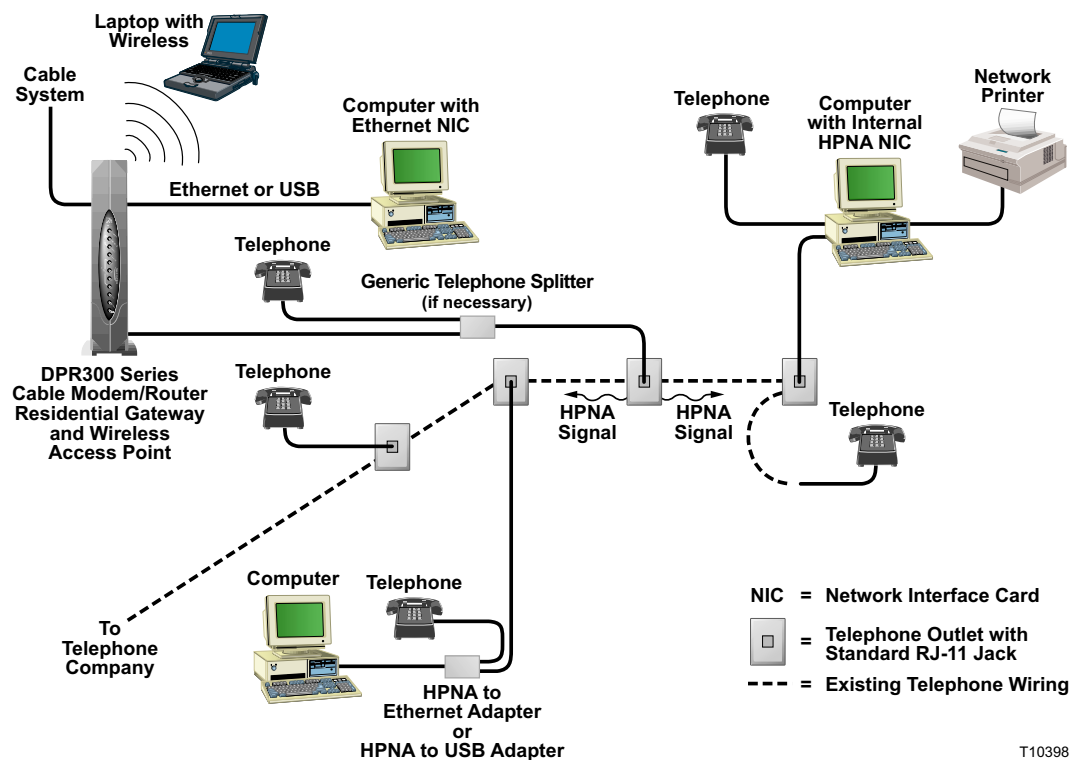 Laptop with
Wireless
Cable
System
Computer with
Ethernet NIC
Telephone
Computer
with Internal
HPNA NIC
Network
Printer
Ethernet or USB
Telephone
Generic Telephone Splitter
(if necessary)
DPR300 Series
Cable Modem/Router
Residential Gateway
and Wireless
Access Point
Telephone
HPNA
Signal
HPNA
Signal
Telephone
To
Telephone
Company
Computer
Telephone
HPNA to
Ethernet Adapter
or
HPNA to USB Adapter
NIC = Network Interface Card
= Telephone Outlet with
Standard RJ-11 Jack
= Existing Telephone Wiring
T10398